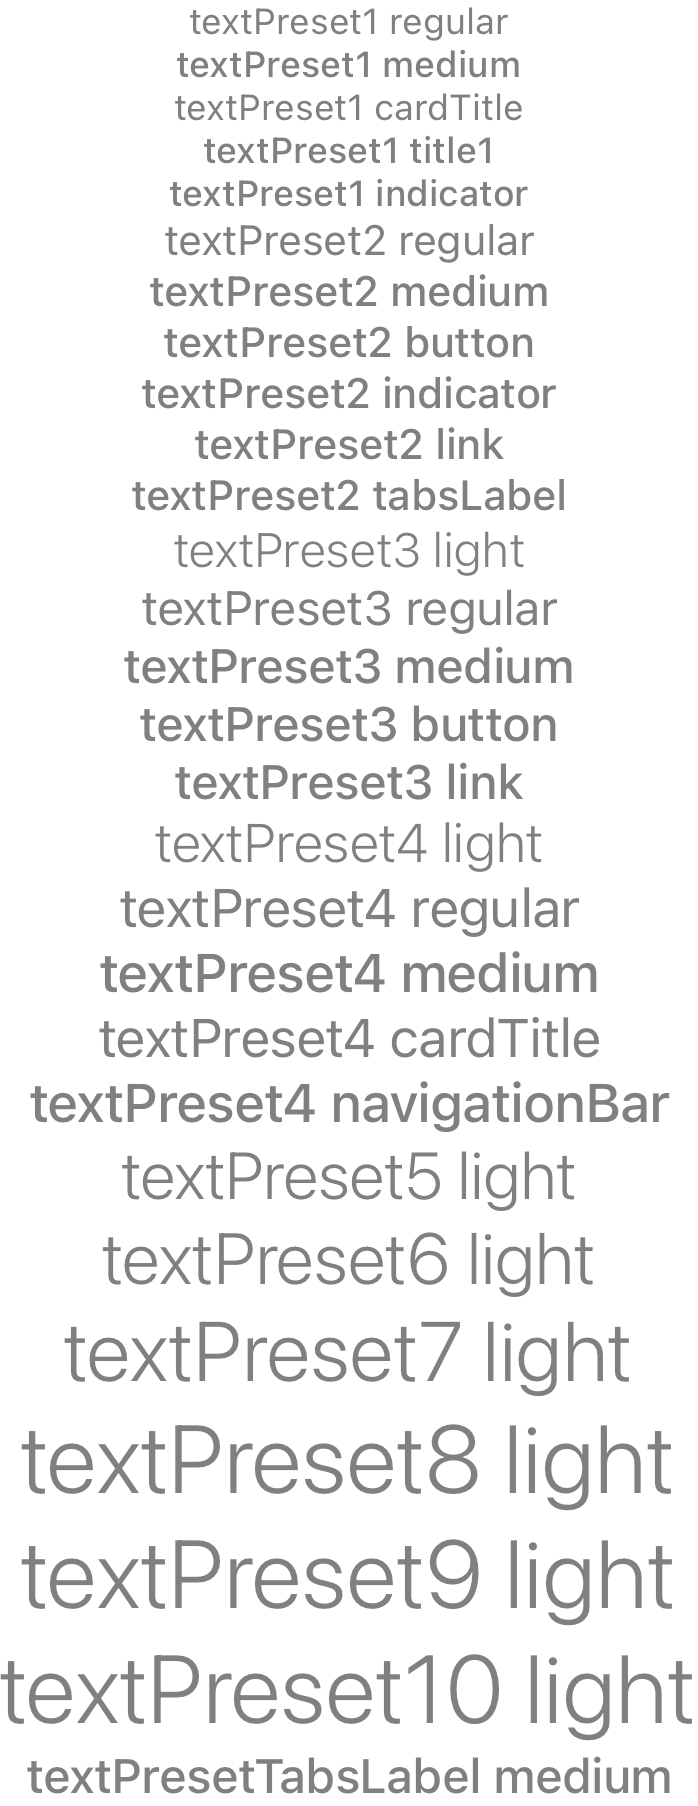 textPreset1 regular
textPreset1 medium
textPreset1 cardTitle
textPreset1 title1
textPreset1 indicator
textPreset2 regular
textPreset2 medium
textPreset2 button
textPreset2 indicator
textPreset2 link
textPreset2 tabsLabel
textPreset3 light
textPreset3 regular
textPreset3 medium
textPreset3 button
textPreset3 link
textPreset4 light
textPreset4 regular
textPreset4 medium
textPreset4 cardTitle
textPreset4 navigationBar
textPreset5 light
textPreset6 light
textPreset7 light
textPreset8 light
textPreset9 light
textPreset10 light
textPresetTabsLabel medium